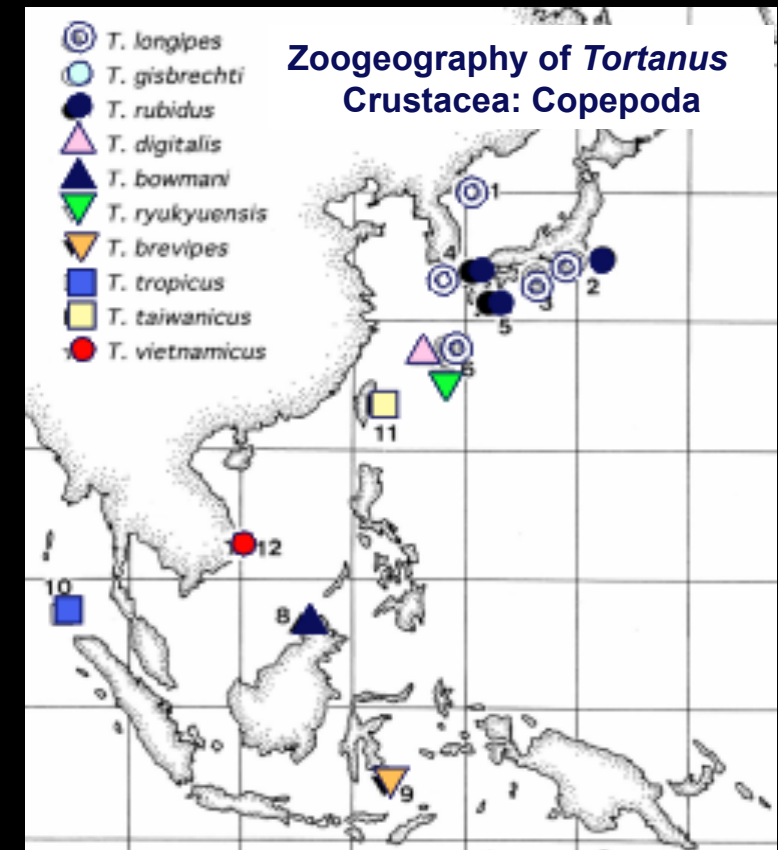 Zoogeography of Tortanus
Crustacea: Copepoda
T. longipes
T. gisbrechti
T. rubidus
T. digitalis
T. bowmani
T. ryukyuensis
T. brevipes
T. tropicus
T. taiwanicus
T. vietnamicus
1
4
2
3
5
6
11
12
10
8
9